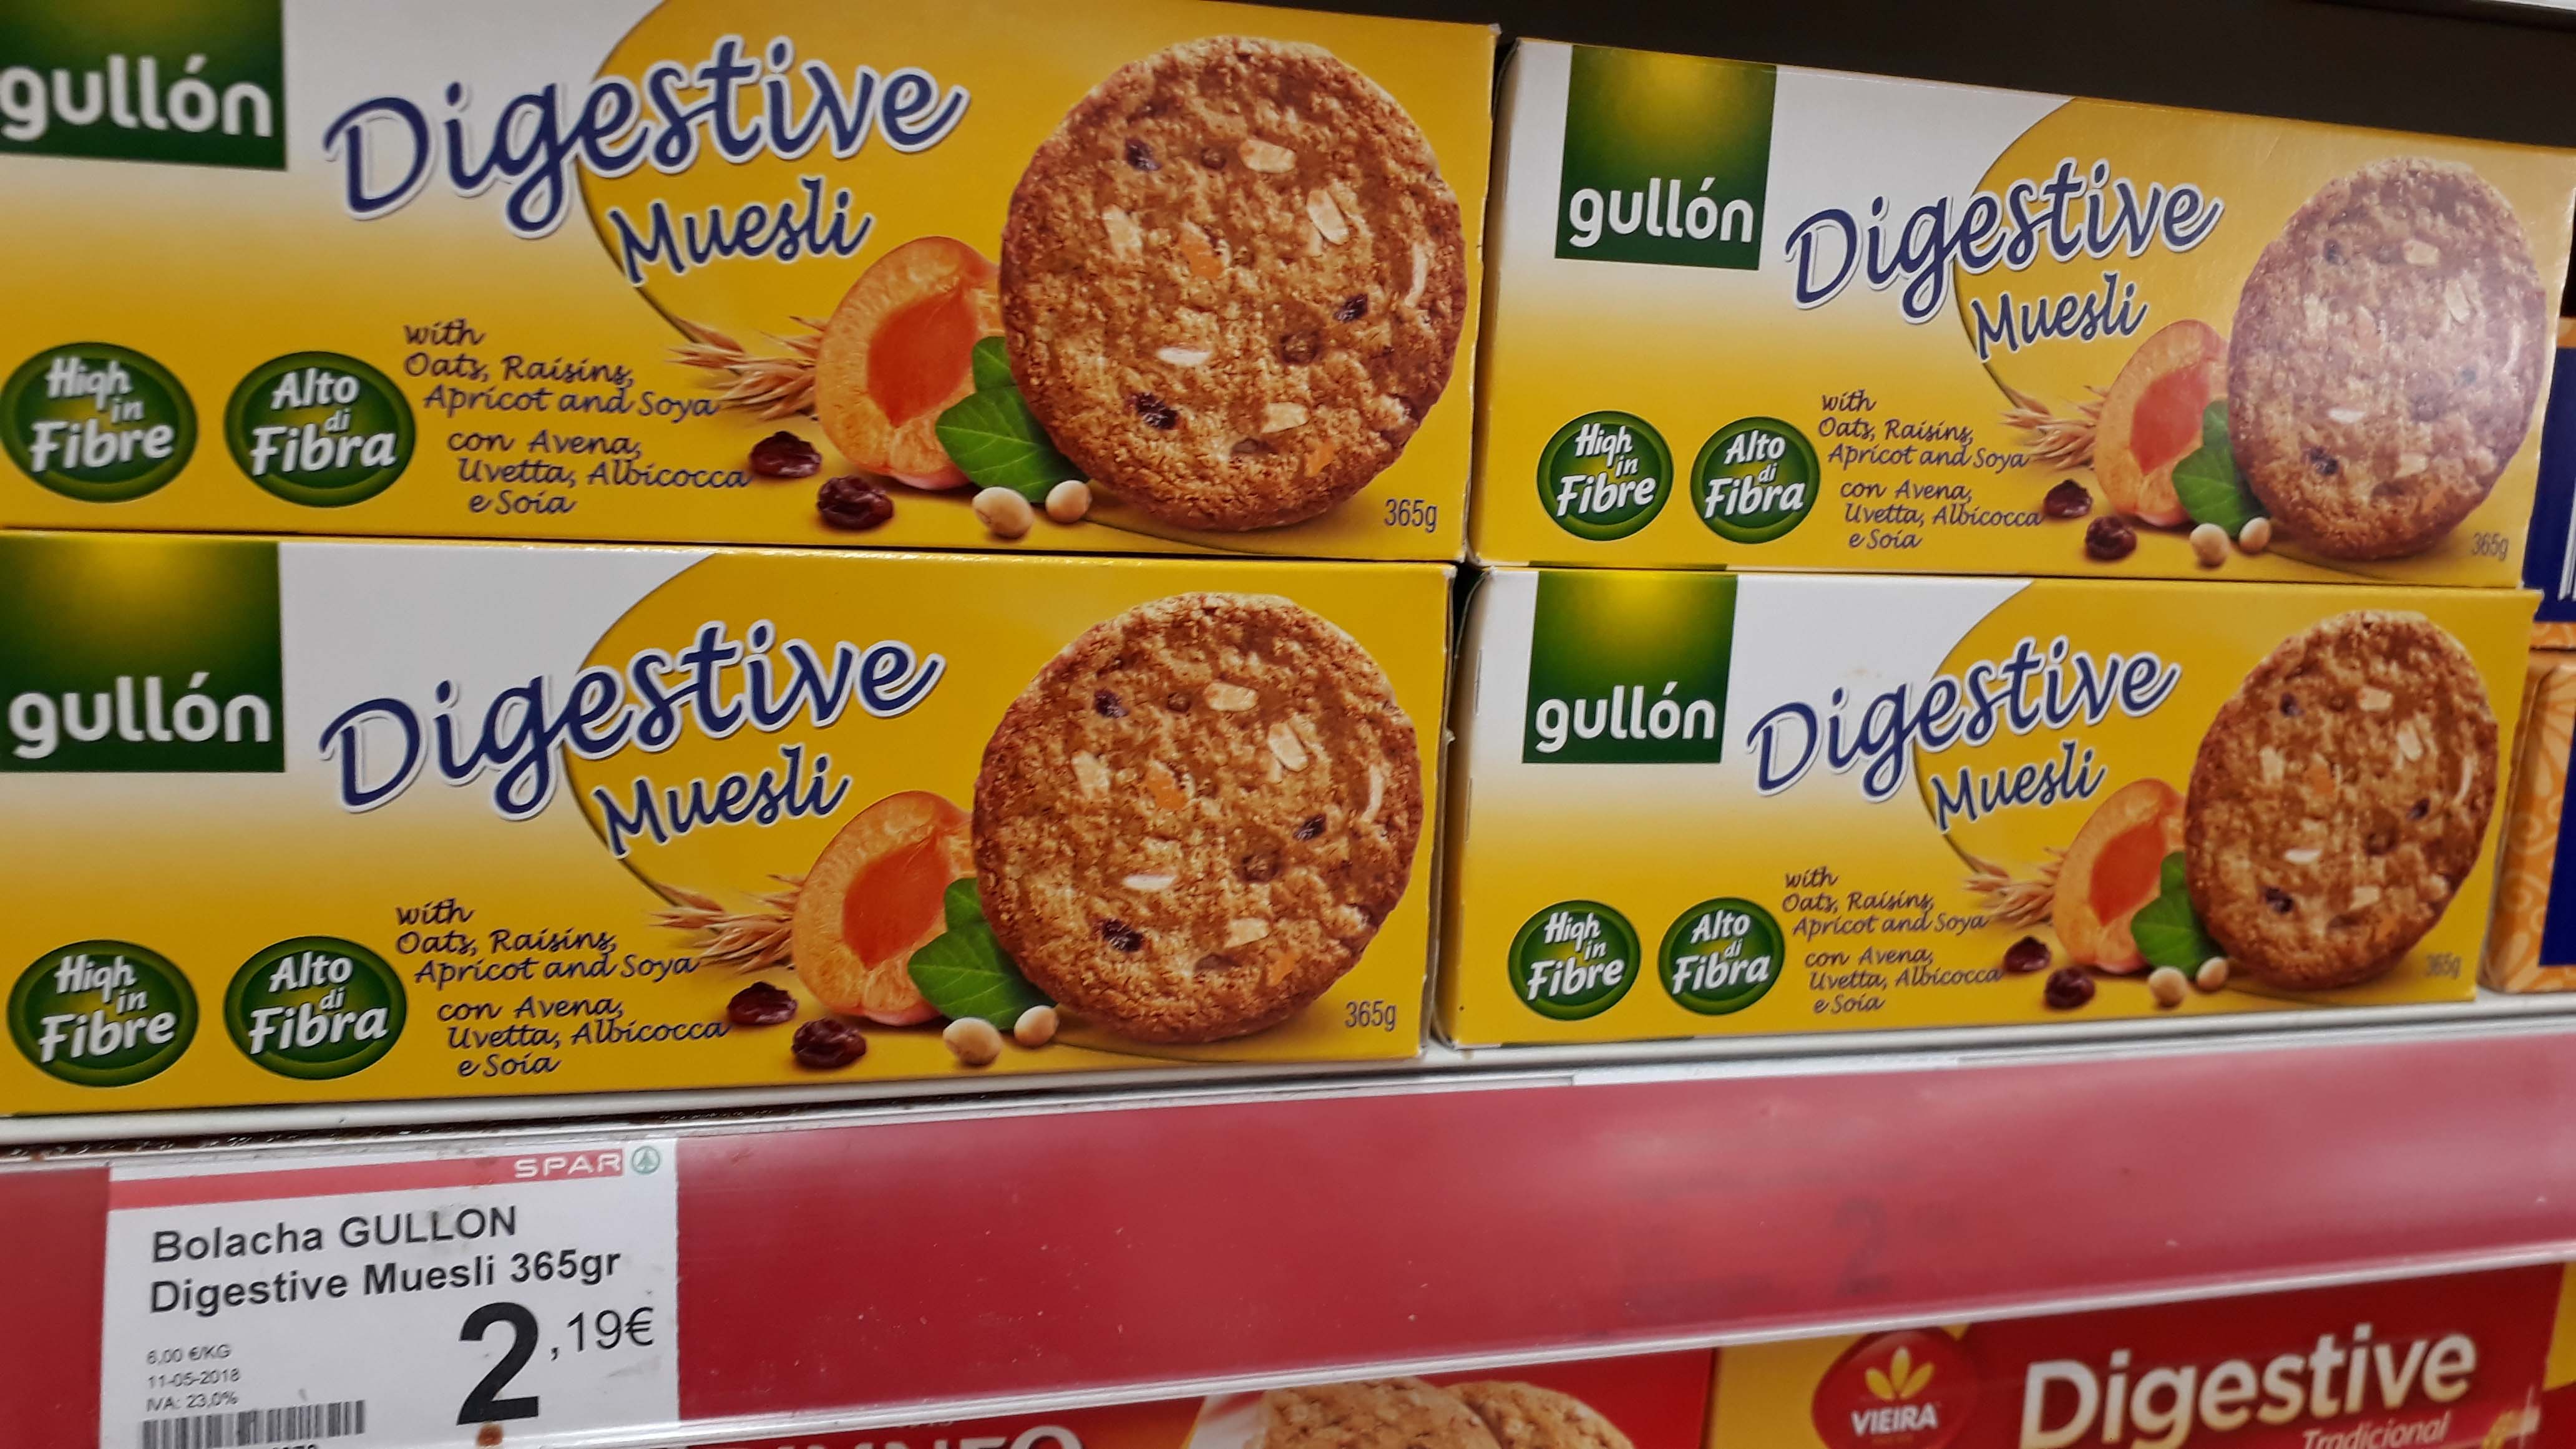 gullón
Digestive
Muesli
with
Oats, Raisins,
Apricot and Soya
con Avena,
Uvetta, Albicocca
e Soia
High
in
Fibre
Alto
di
Fibra
365g
gullón
Digestive
Muesli
with
Oats, Raisins,
Apricot and Soya
con Avena,
Uvetta, Albicocca
e Soia
High
in
Fibre
Alto
di
Fibra
365g
gullón
Digestive
Muesli
with
Oats, Raisins,
Apricot and Soya
con Avena,
Uvetta, Albicocca
e Soia
High
in
Fibre
Alto
di
Fibra
365g
gullón
Digestive
Muesli
with
Oats, Raisins,
Apricot and Soya
con Avena,
Uvetta, Albicocca
e Soia
High
in
Fibre
Alto
di
Fibra
365g
SPAR
Bolacha GULLON
Digestive Muesli 365gr
2,19€
6,00 €/KG
11-05-2018
IVA: 23,0%
VIEIRA
Digestive
Tradicional